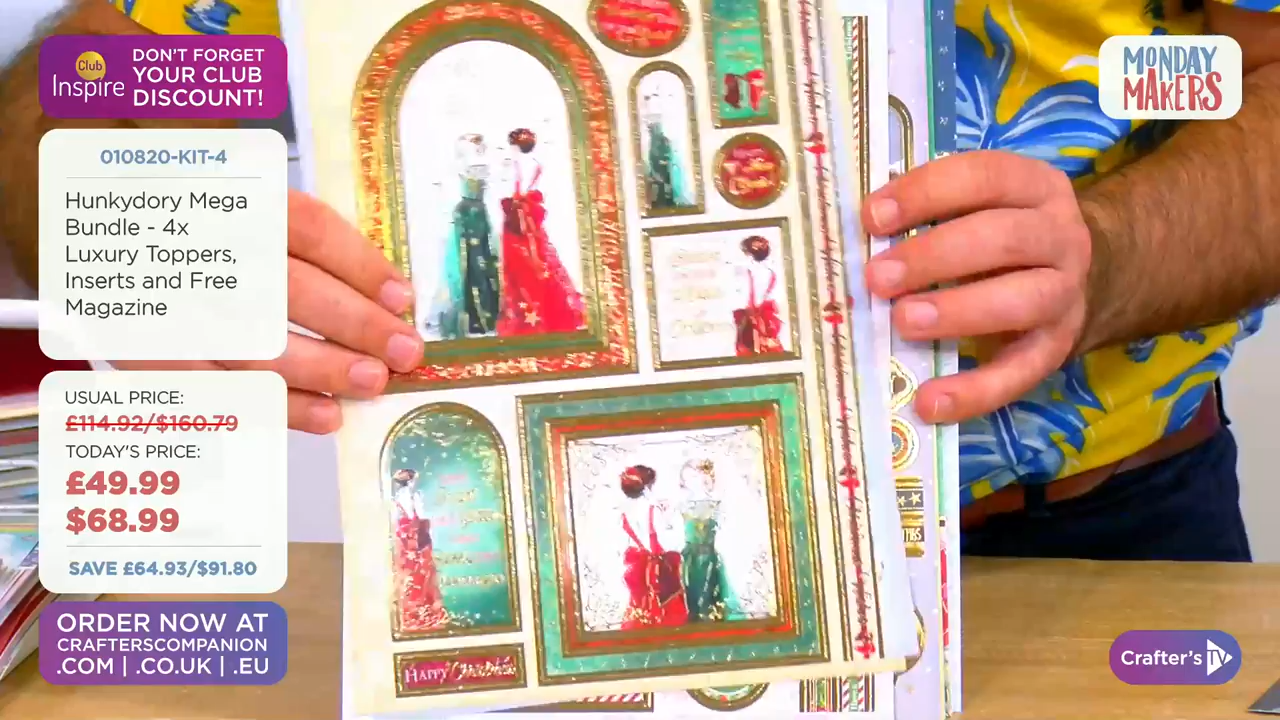 Club
Inspire
DON'T FORGET
YOUR CLUB
DISCOUNT!
010820-KIT-4
Hunkydory Mega
Bundle - 4x
Luxury Toppers,
Inserts and Free
Magazine
USUAL PRICE:
£114.92/$160.79
TODAY'S PRICE:
£49.99
$68.99
SAVE £64.93/$91.80
ORDER NOW AT
CRAFTERSCOMPANION
.COM | .CO.UK | .EU
MONDAY
MAKERS
HAPPY Christmas
Crafter's TV